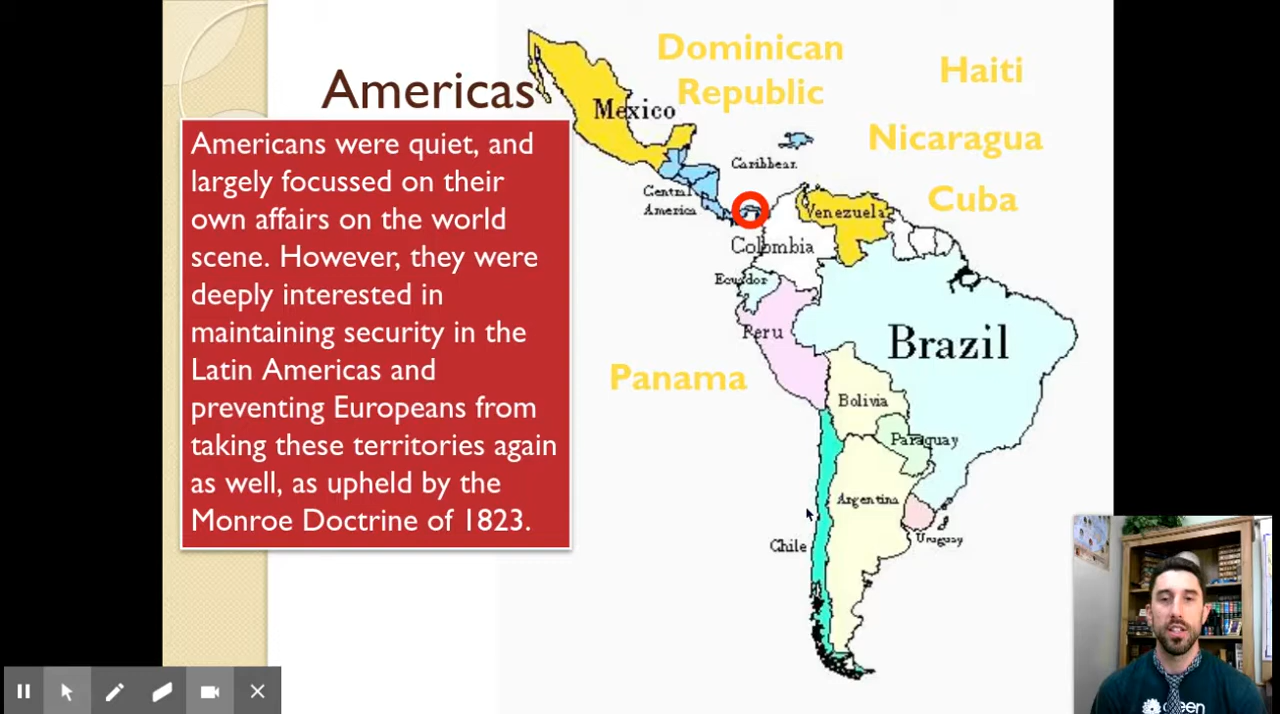 Americas
Americans were quiet, and
largely focussed on their
own affairs on the world
scene. However, they were
deeply interested in
maintaining security in the
Latin Americas and
preventing Europeans from
taking these territories again
as well, as upheld by the
Monroe Doctrine of 1823.
Dominican
Republic
Haiti
Nicaragua
Cuba
Panama
Mexico
Caribbean
Central
America
Venezuela
Colombia
Ecuador
Peru
Brazil
Bolivia
Paraguay
Argentina
Chile
Uruguay